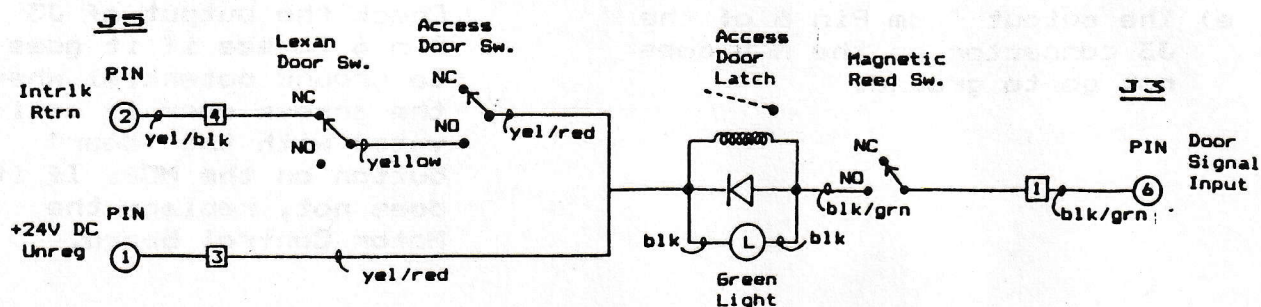 J5
PIN
Intrlk
Rtrn
2
4
yel/blk
Lexan
Door Sw.
NC
NO
yellow
Access
Door Sw.
NC
NO
yel/red
PIN
+24V DC
Unreg
1
3
yel/red
Access
Door
Latch
blk
L
blk
Green
Light
Magnetic
Reed Sw.
NC
NO
blk/grn
1
blk/grn
J3
PIN
6
Door
Signal
Input